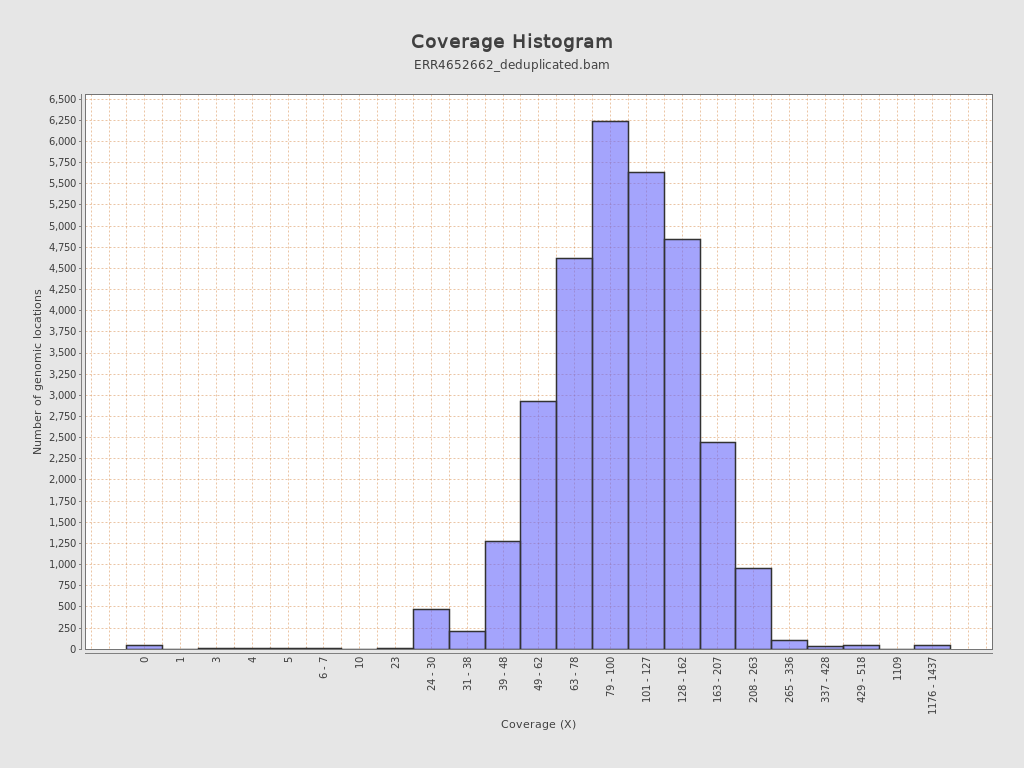 Coverage Histogram
ERR4652662_deduplicated.bam
6,500
6,250
6,000
5,750
5,500
5,250
5,000
4,750
4,500
4,250
4,000
3,750
3,500
3,250
3,000
2,750
2,500
2,250
2,000
1,750
1,500
1,250
1,000
750
500
250
0
Number of genomic locations
0
1
3
4
5
6 - 7
10
23
24 - 30
31 - 38
39 - 48
49 - 62
63 - 78
79 - 100
101 - 127
128 - 162
163 - 207
208 - 263
265 - 336
337 - 428
429 - 518
1109
1176 - 1437
Coverage (X)